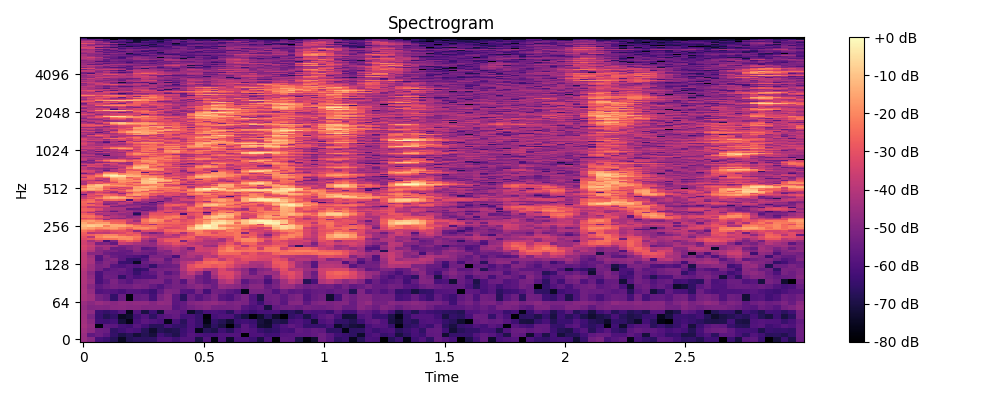 Spectrogram
Hz
4096
2048
1024
512
256
128
64
0
0
0.5
1
1.5
2
2.5
Time
+0 dB
-10 dB
-20 dB
-30 dB
-40 dB
-50 dB
-60 dB
-70 dB
-80 dB